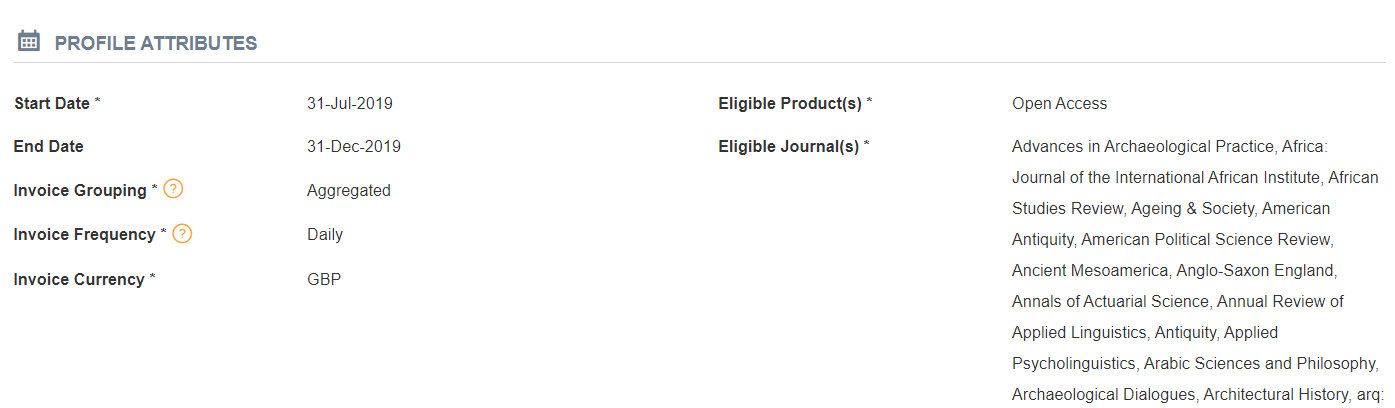 PROFILE ATTRIBUTES
Start Date * 31-Jul-2019
End Date 31-Dec-2019
Invoice Grouping * ? Aggregated
Invoice Frequency * ? Daily
Invoice Currency * GBP
Eligible Product(s) * Open Access
Eligible Journal(s) * Advances in Archaeological Practice, Africa:
Journal of the International African Institute, African
Studies Review, Ageing & Society, American
Antiquity, American Political Science Review,
Ancient Mesoamerica, Anglo-Saxon England,
Annals of Actuarial Science, Annual Review of
Applied Linguistics, Antiquity, Applied
Psycholinguistics, Arabic Sciences and Philosophy,
Archaeological Dialogues, Architectural History, arq: